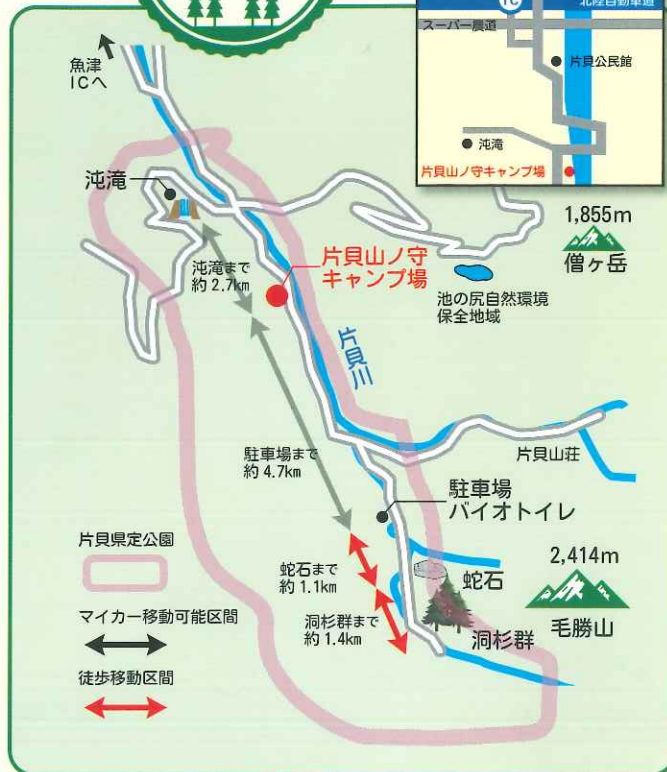 IC
北陸自動車道
スーパー農道
片貝公民館
沌滝
片貝山ノ守キャンプ場
魚津
ICへ
沌滝
沌滝まで
約2.7km
片貝山ノ守
キャンプ場
1,855m
僧ヶ岳
池の尻自然環境
保全地域
片貝川
駐車場まで
約4.7km
片貝山荘
駐車場
バイオトイレ
片貝県定公園
蛇石まで
約1.1km
蛇石
2,414m
毛勝山
マイカー移動可能区間
洞杉群まで
約1.4km
洞杉群
徒歩移動区間